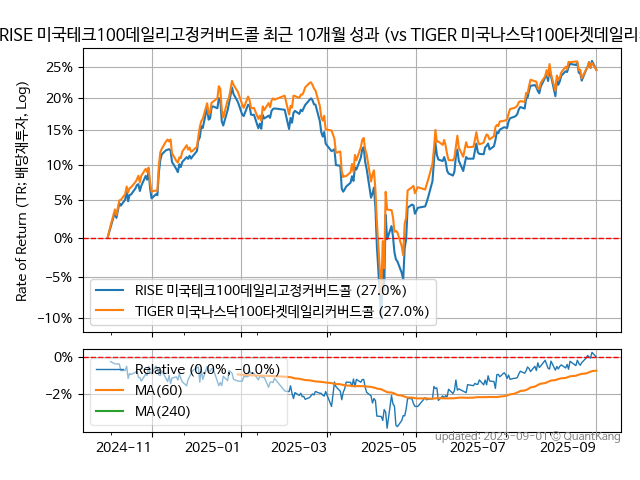 RISE 미국테크100데일리고정커버드콜 최근 10개월 성과 (vs TIGER 미국나스닥100타겟데일리
25%
20%
15%
10%
5%
0%
−5%
−10%
Rate of Return (TR: 배당재투자, Log)
RISE 미국테크100데일리고정커버드콜 (27.0%)
TIGER 미국나스닥100타겟데일리커버드콜 (27.0%)
0%
−2%
Relative (0.0%, −0.0%)
MA(60)
MA(240)
updated: 2025-09-01 © QuantKang
2024−11
2025−01
2025−03
2025−05
2025−07
2025−09